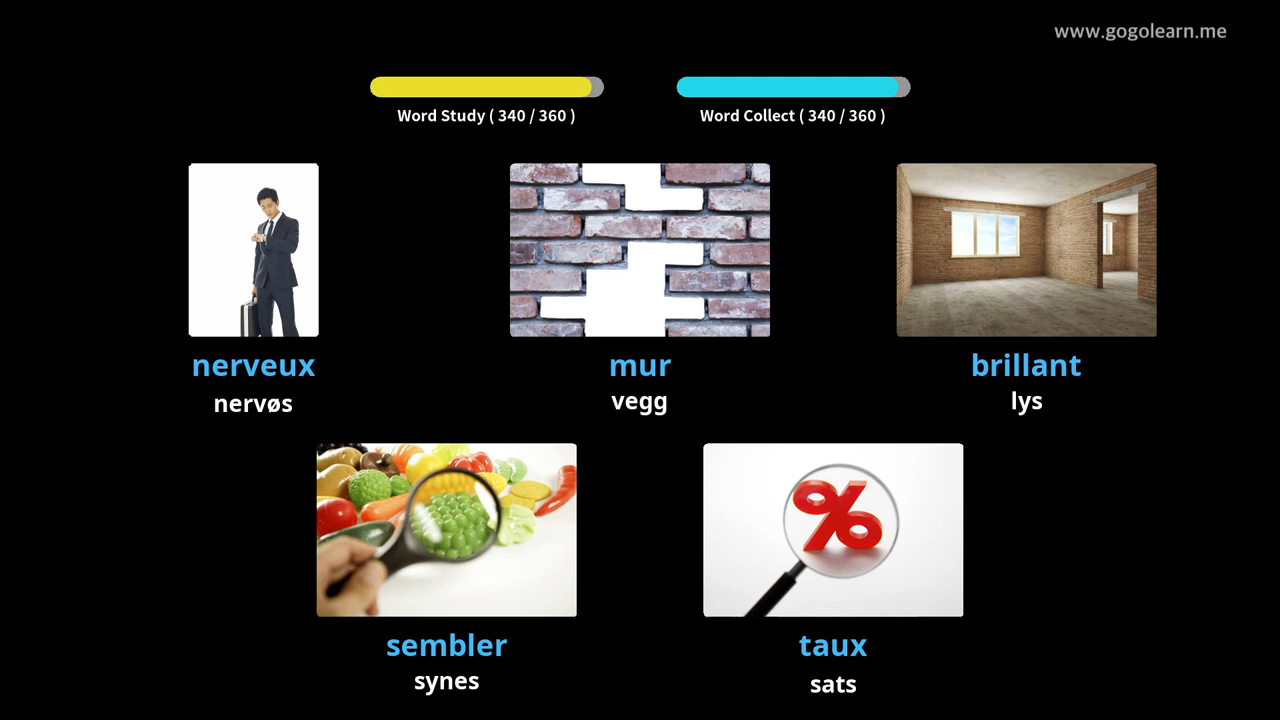 www.gogolearn.me
Word Study ( 340 / 360 )
Word Collect ( 340 / 360 )
nerveux
nervøs
mur
vegg
brillant
lys
sembler
synes
taux
sats